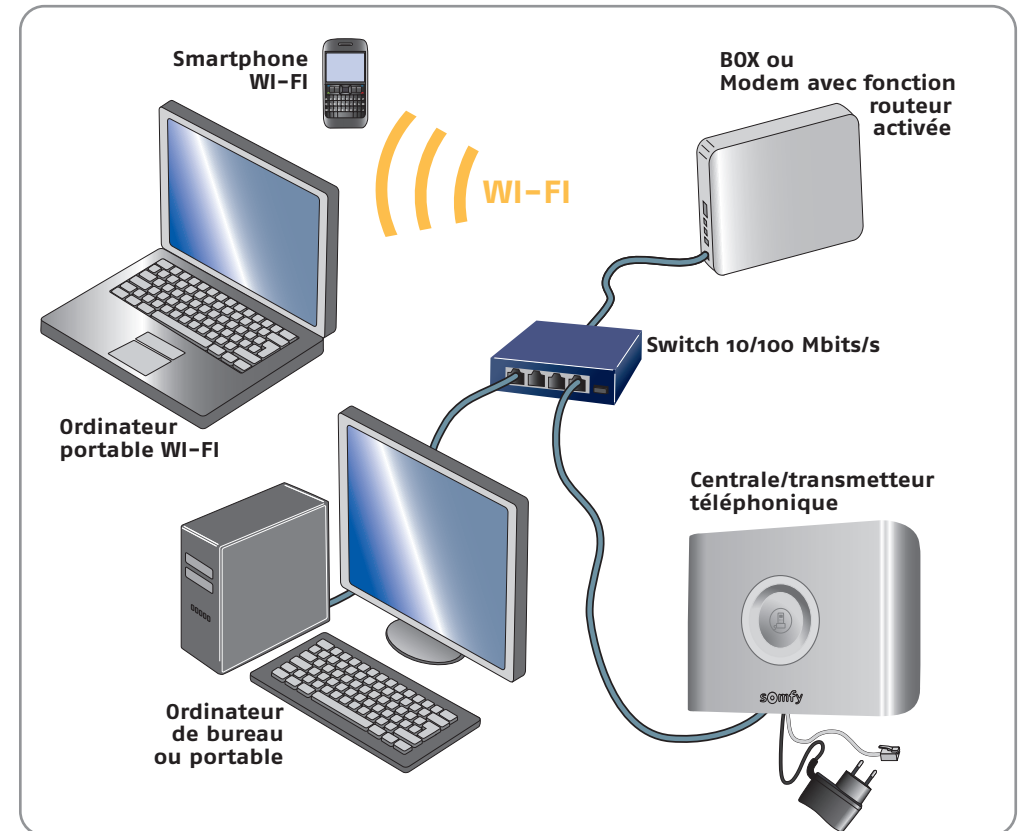 Smartphone
WI-FI
BOX ou
Modem avec fonction
routeur
activée
WI-FI
Switch 10/100 Mbits/s
Ordinateur
portable WI-FI
Centrale/transmetteur
téléphonique
somfy
Ordinateur
de bureau
ou portable